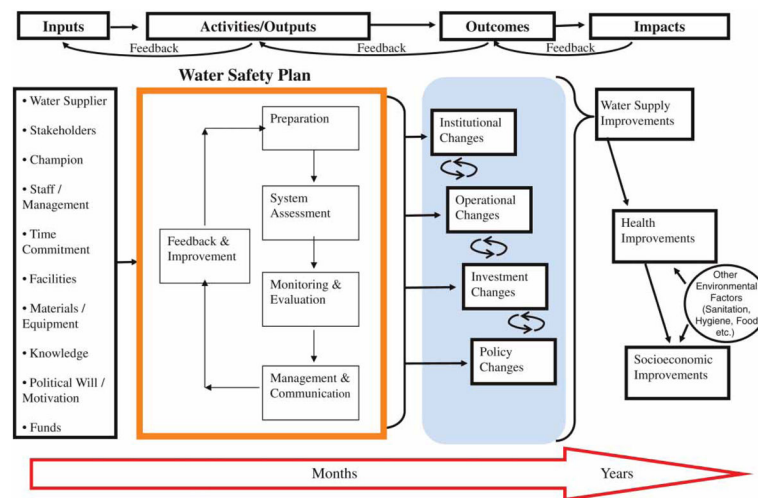 Inputs
Activities/Outputs
Outcomes
Impacts
Feedback
Feedback
Feedback
Water Safety Plan
• Water Supplier
• Stakeholders
• Champion
• Staff /
Management
• Time
Commitment
• Facilities
• Materials /
Equipment
• Knowledge
• Political Will /
Motivation
• Funds
Preparation
System
Assessment
Feedback &
Improvement
Monitoring &
Evaluation
Management &
Communication
Institutional
Changes
Operational
Changes
Investment
Changes
Policy
Changes
Water Supply
Improvements
Health
Improvements
Other
Environmental
Factors
(Sanitation,
Hygiene, Food
etc.)
Socioeconomic
Improvements
Months
Years